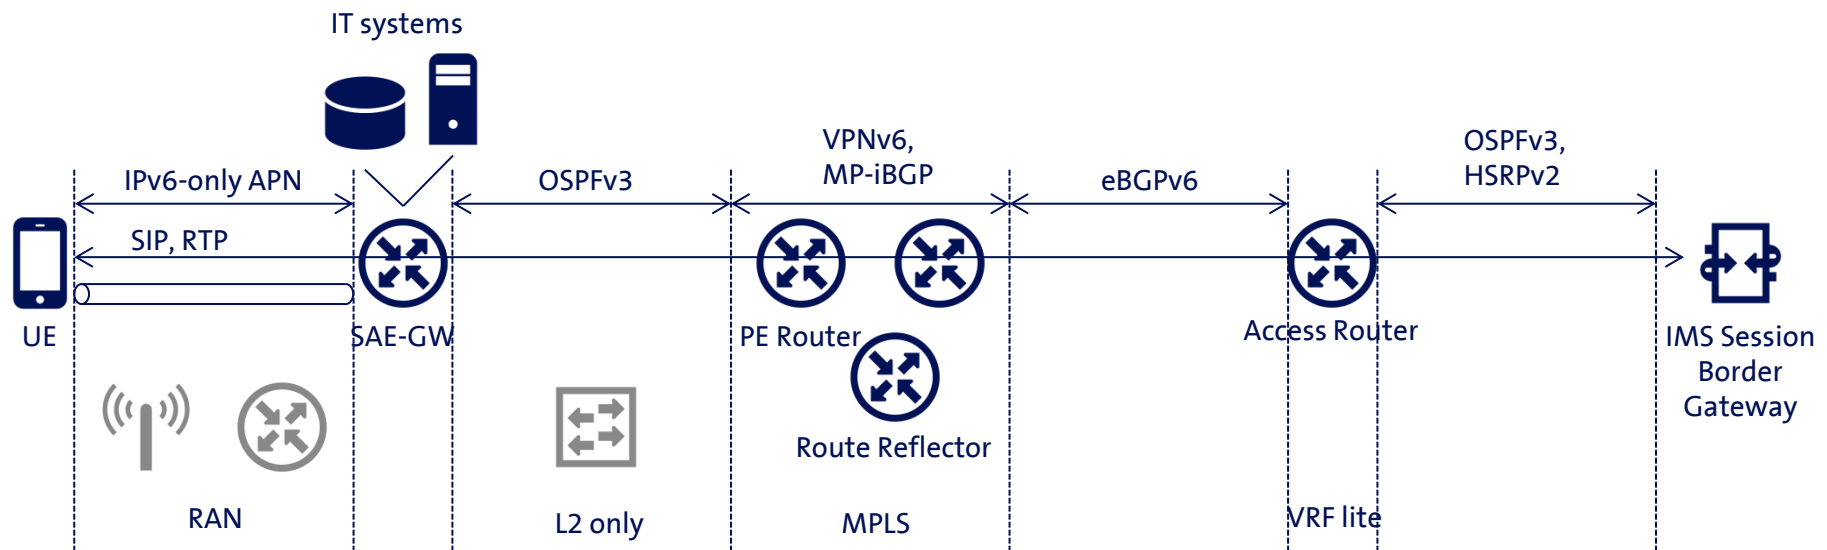 IT systems
VPNv6,
MP-iBGP
OSPFv3,
HSRPv2
IPv6-only APN
OSPFv3
eBGPv6
SIP, RTP
UE
SAE-GW
PE Router
Access Router
IMS Session
Border
Gateway
Route Reflector
RAN
L2 only
MPLS
VRF lite